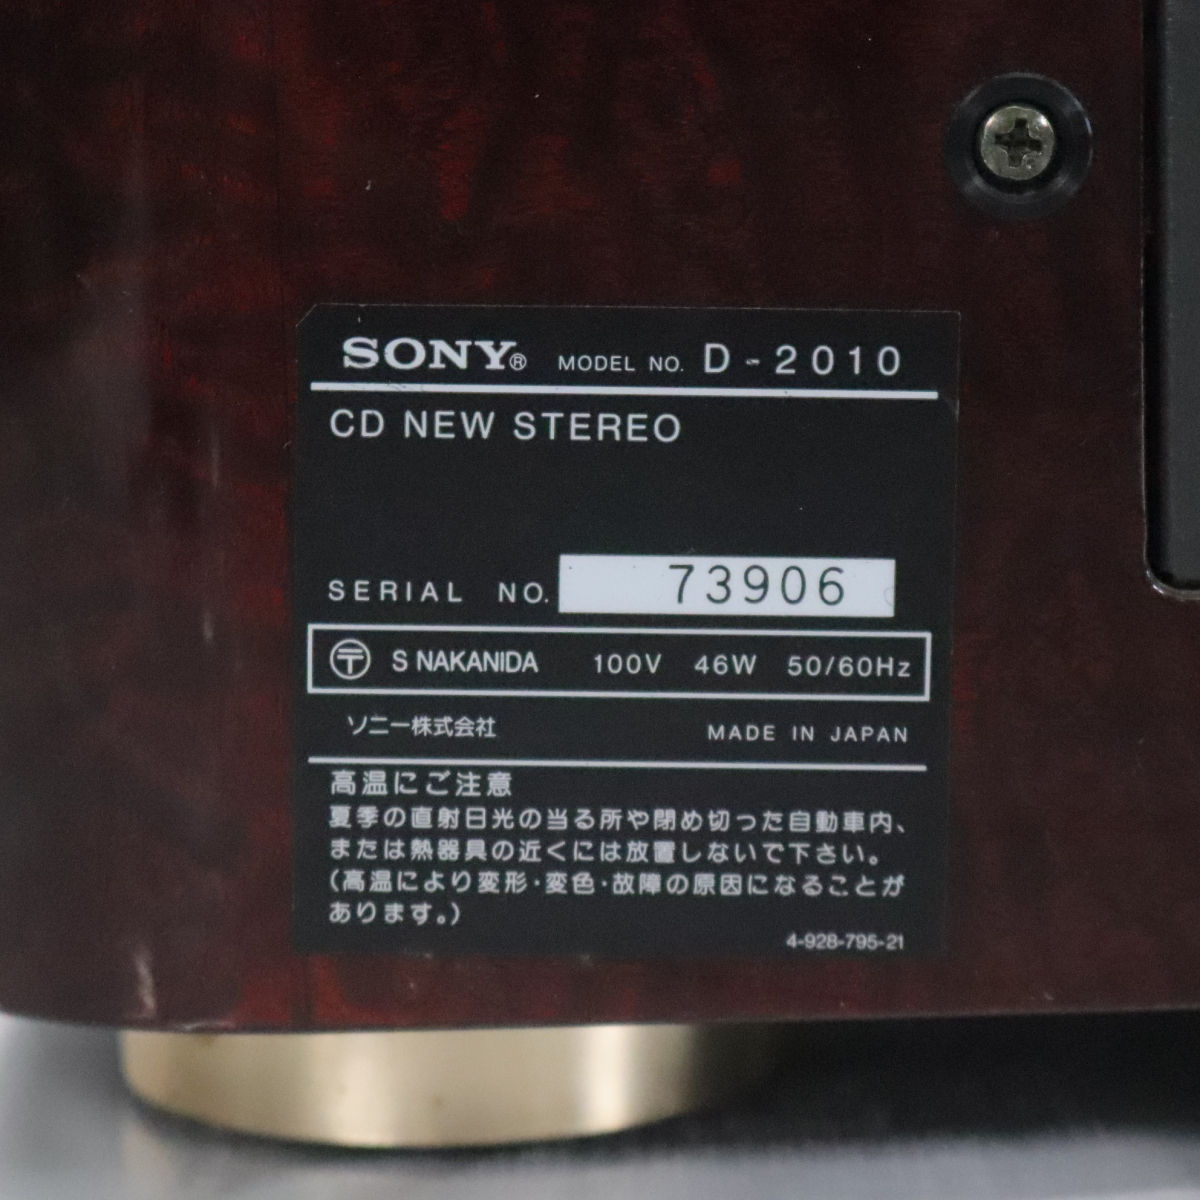 SONY® MODEL NO. D-2010
CD NEW STEREO
SERIAL NO. 73906
〒 S NAKANIDA 100V 46W 50/60Hz
ソニー株式会社 MADE IN JAPAN
高温にご注意
夏季の直射日光の当る所や閉め切った自動車内、
または熱器具の近くには放置しないで下さい。
(高温により変形・変色・故障の原因になることが
あります。)
4-928-795-21